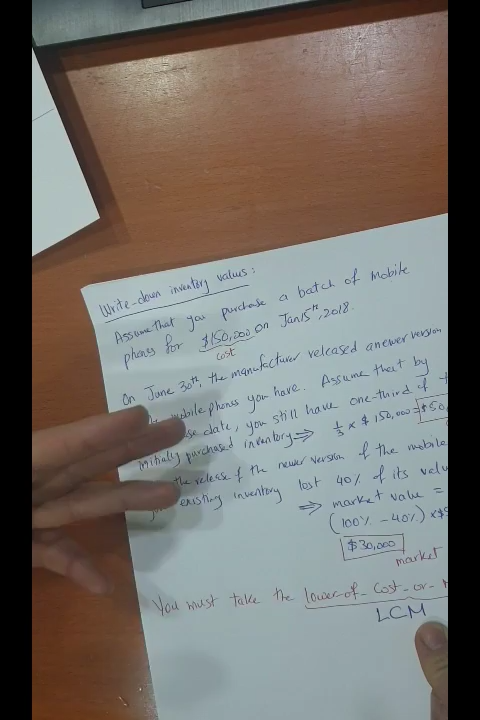 Write-down inventory values:
Assume that you purchase a batch of mobile
phones for $150,000 on Jan 15th, 2018.
cost
On June 30th, the manufacturer released a newer version
mobile phones you have. Assume that by
date, you still have one-third of
initially purchased inventory ⇒ 1/3 × $150,000 = $50,
the release of the newer version of the mobile
existing inventory lost 40% of its valu
⇒ market value =
(100% - 40%) × $5
$30,000
market
You must take the lower-of-cost-or-
LCM